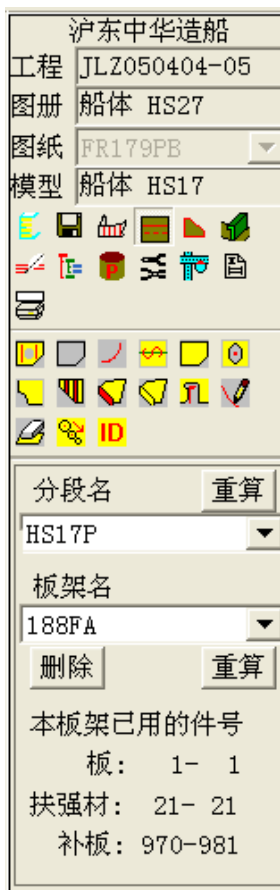 沪东中华造船
工程 JLZ050404-05
图册 船体 HS27
图纸 FR179PB
模型 船体 HS17
P
ID
分段名 重算
HS17P
板架名
188FA
删除 重算
本板架已用的件号
板: 1- 1
扶强材: 21- 21
补板: 970-981